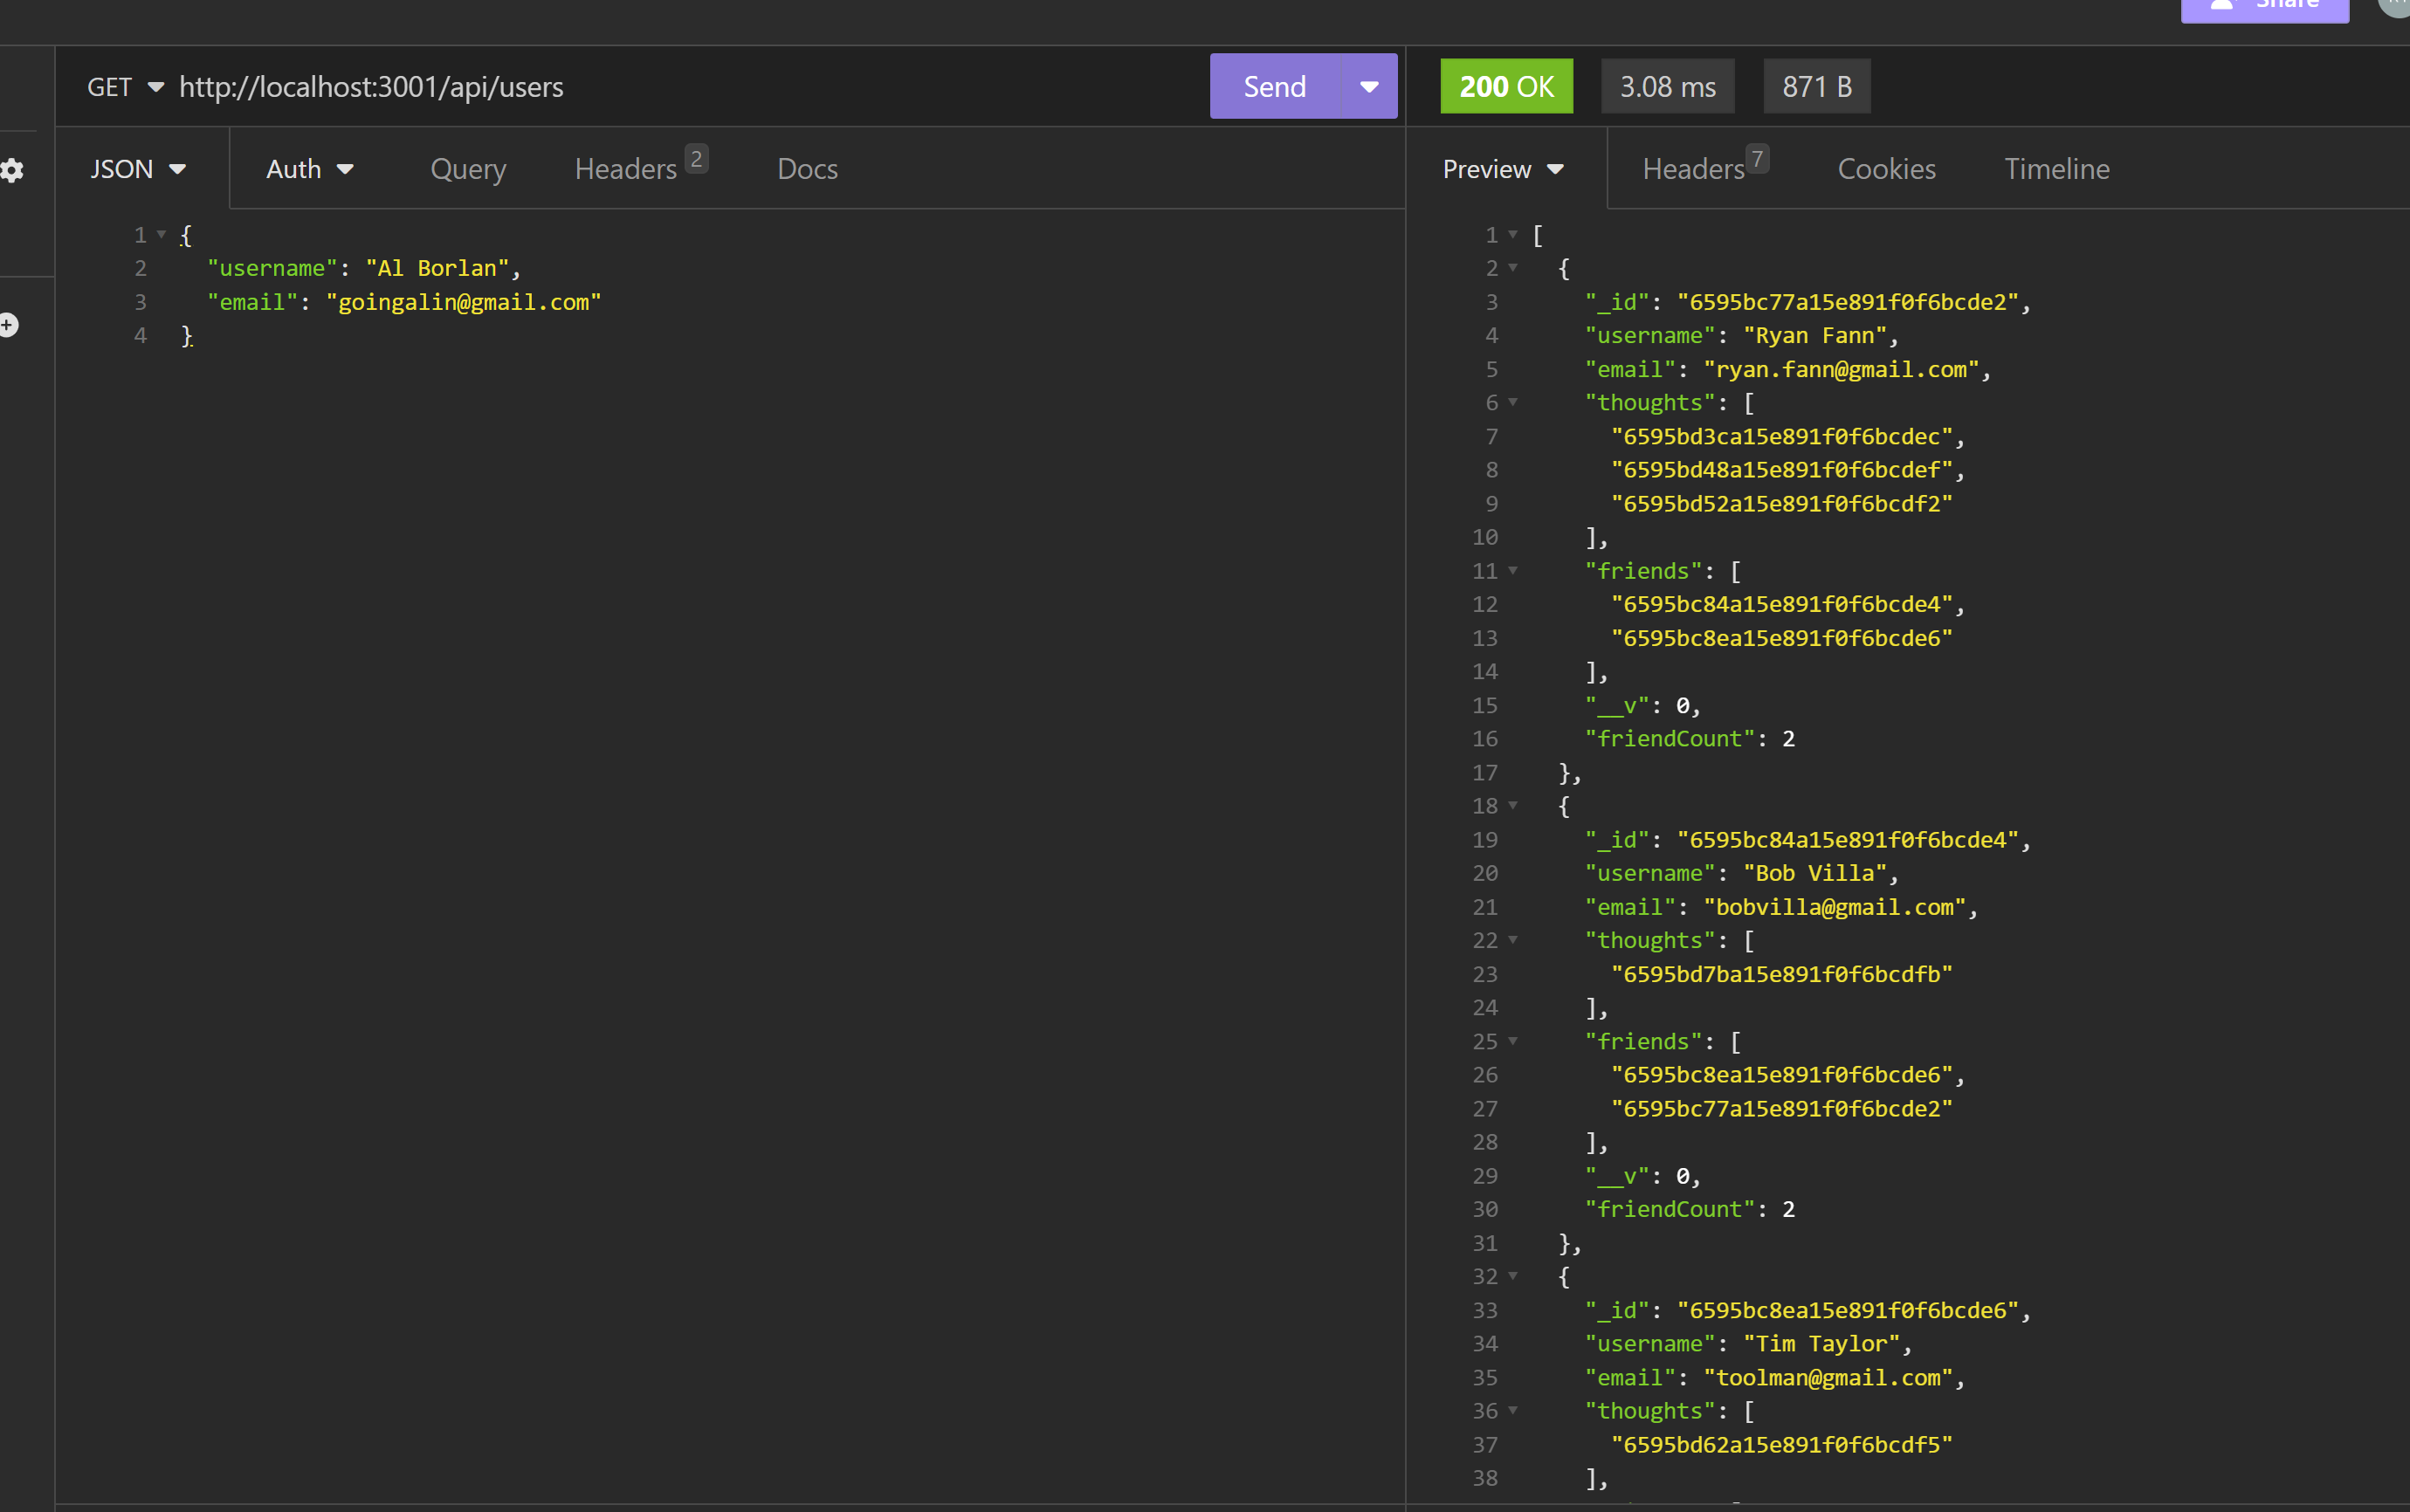 Share
GET http://localhost:3001/api/users Send
200 OK 3.08 ms 871 B
JSON Auth Query Headers 2 Docs
Preview Headers 7 Cookies Timeline
1 {
2 "username": "Al Borlan",
3 "email": "goingalin@gmail.com"
4 }
1 [
2 {
3 "_id": "6595bc77a15e891f0f6bcde2",
4 "username": "Ryan Fann",
5 "email": "ryan.fann@gmail.com",
6 "thoughts": [
7 "6595bd3ca15e891f0f6bcdec",
8 "6595bd48a15e891f0f6bcdef",
9 "6595bd52a15e891f0f6bcdf2"
10 ],
11 "friends": [
12 "6595bc84a15e891f0f6bcde4",
13 "6595bc8ea15e891f0f6bcde6"
14 ],
15 "__v": 0,
16 "friendCount": 2
17 },
18 {
19 "_id": "6595bc84a15e891f0f6bcde4",
20 "username": "Bob Villa",
21 "email": "bobvilla@gmail.com",
22 "thoughts": [
23 "6595bd7ba15e891f0f6bcdfb"
24 ],
25 "friends": [
26 "6595bc8ea15e891f0f6bcde6",
27 "6595bc77a15e891f0f6bcde2"
28 ],
29 "__v": 0,
30 "friendCount": 2
31 },
32 {
33 "_id": "6595bc8ea15e891f0f6bcde6",
34 "username": "Tim Taylor",
35 "email": "toolman@gmail.com",
36 "thoughts": [
37 "6595bd62a15e891f0f6bcdf5"
38 ],